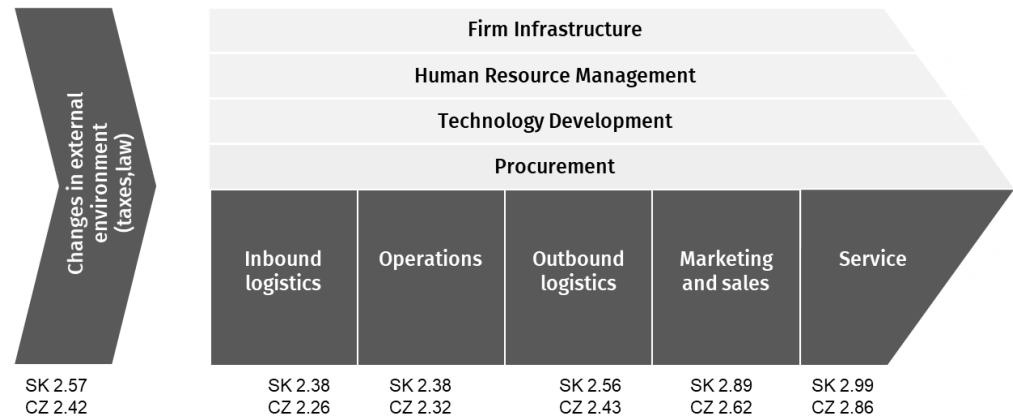 Changes in external
environment
(taxes,law)
Firm Infrastructure
Human Resource Management
Technology Development
Procurement
Inbound
logistics
Operations
Outbound
logistics
Marketing
and sales
Service
SK 2.57
CZ 2.42
SK 2.38
CZ 2.26
SK 2.38
CZ 2.32
SK 2.56
CZ 2.43
SK 2.89
CZ 2.62
SK 2.99
CZ 2.86